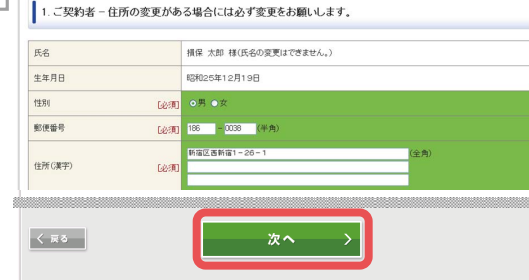 1. ご契約者 - 住所の変更がある場合には必ず変更をお願いします。
氏名 損保 太郎 様(氏名の変更はできません。)
生年月日 昭和25年12月19日
性別 [必須] 男 女
郵便番号 [必須] 186 - 0038 (半角)
住所(漢字) [必須] 新宿区西新宿1-26-1 (全角)
戻る 次へ